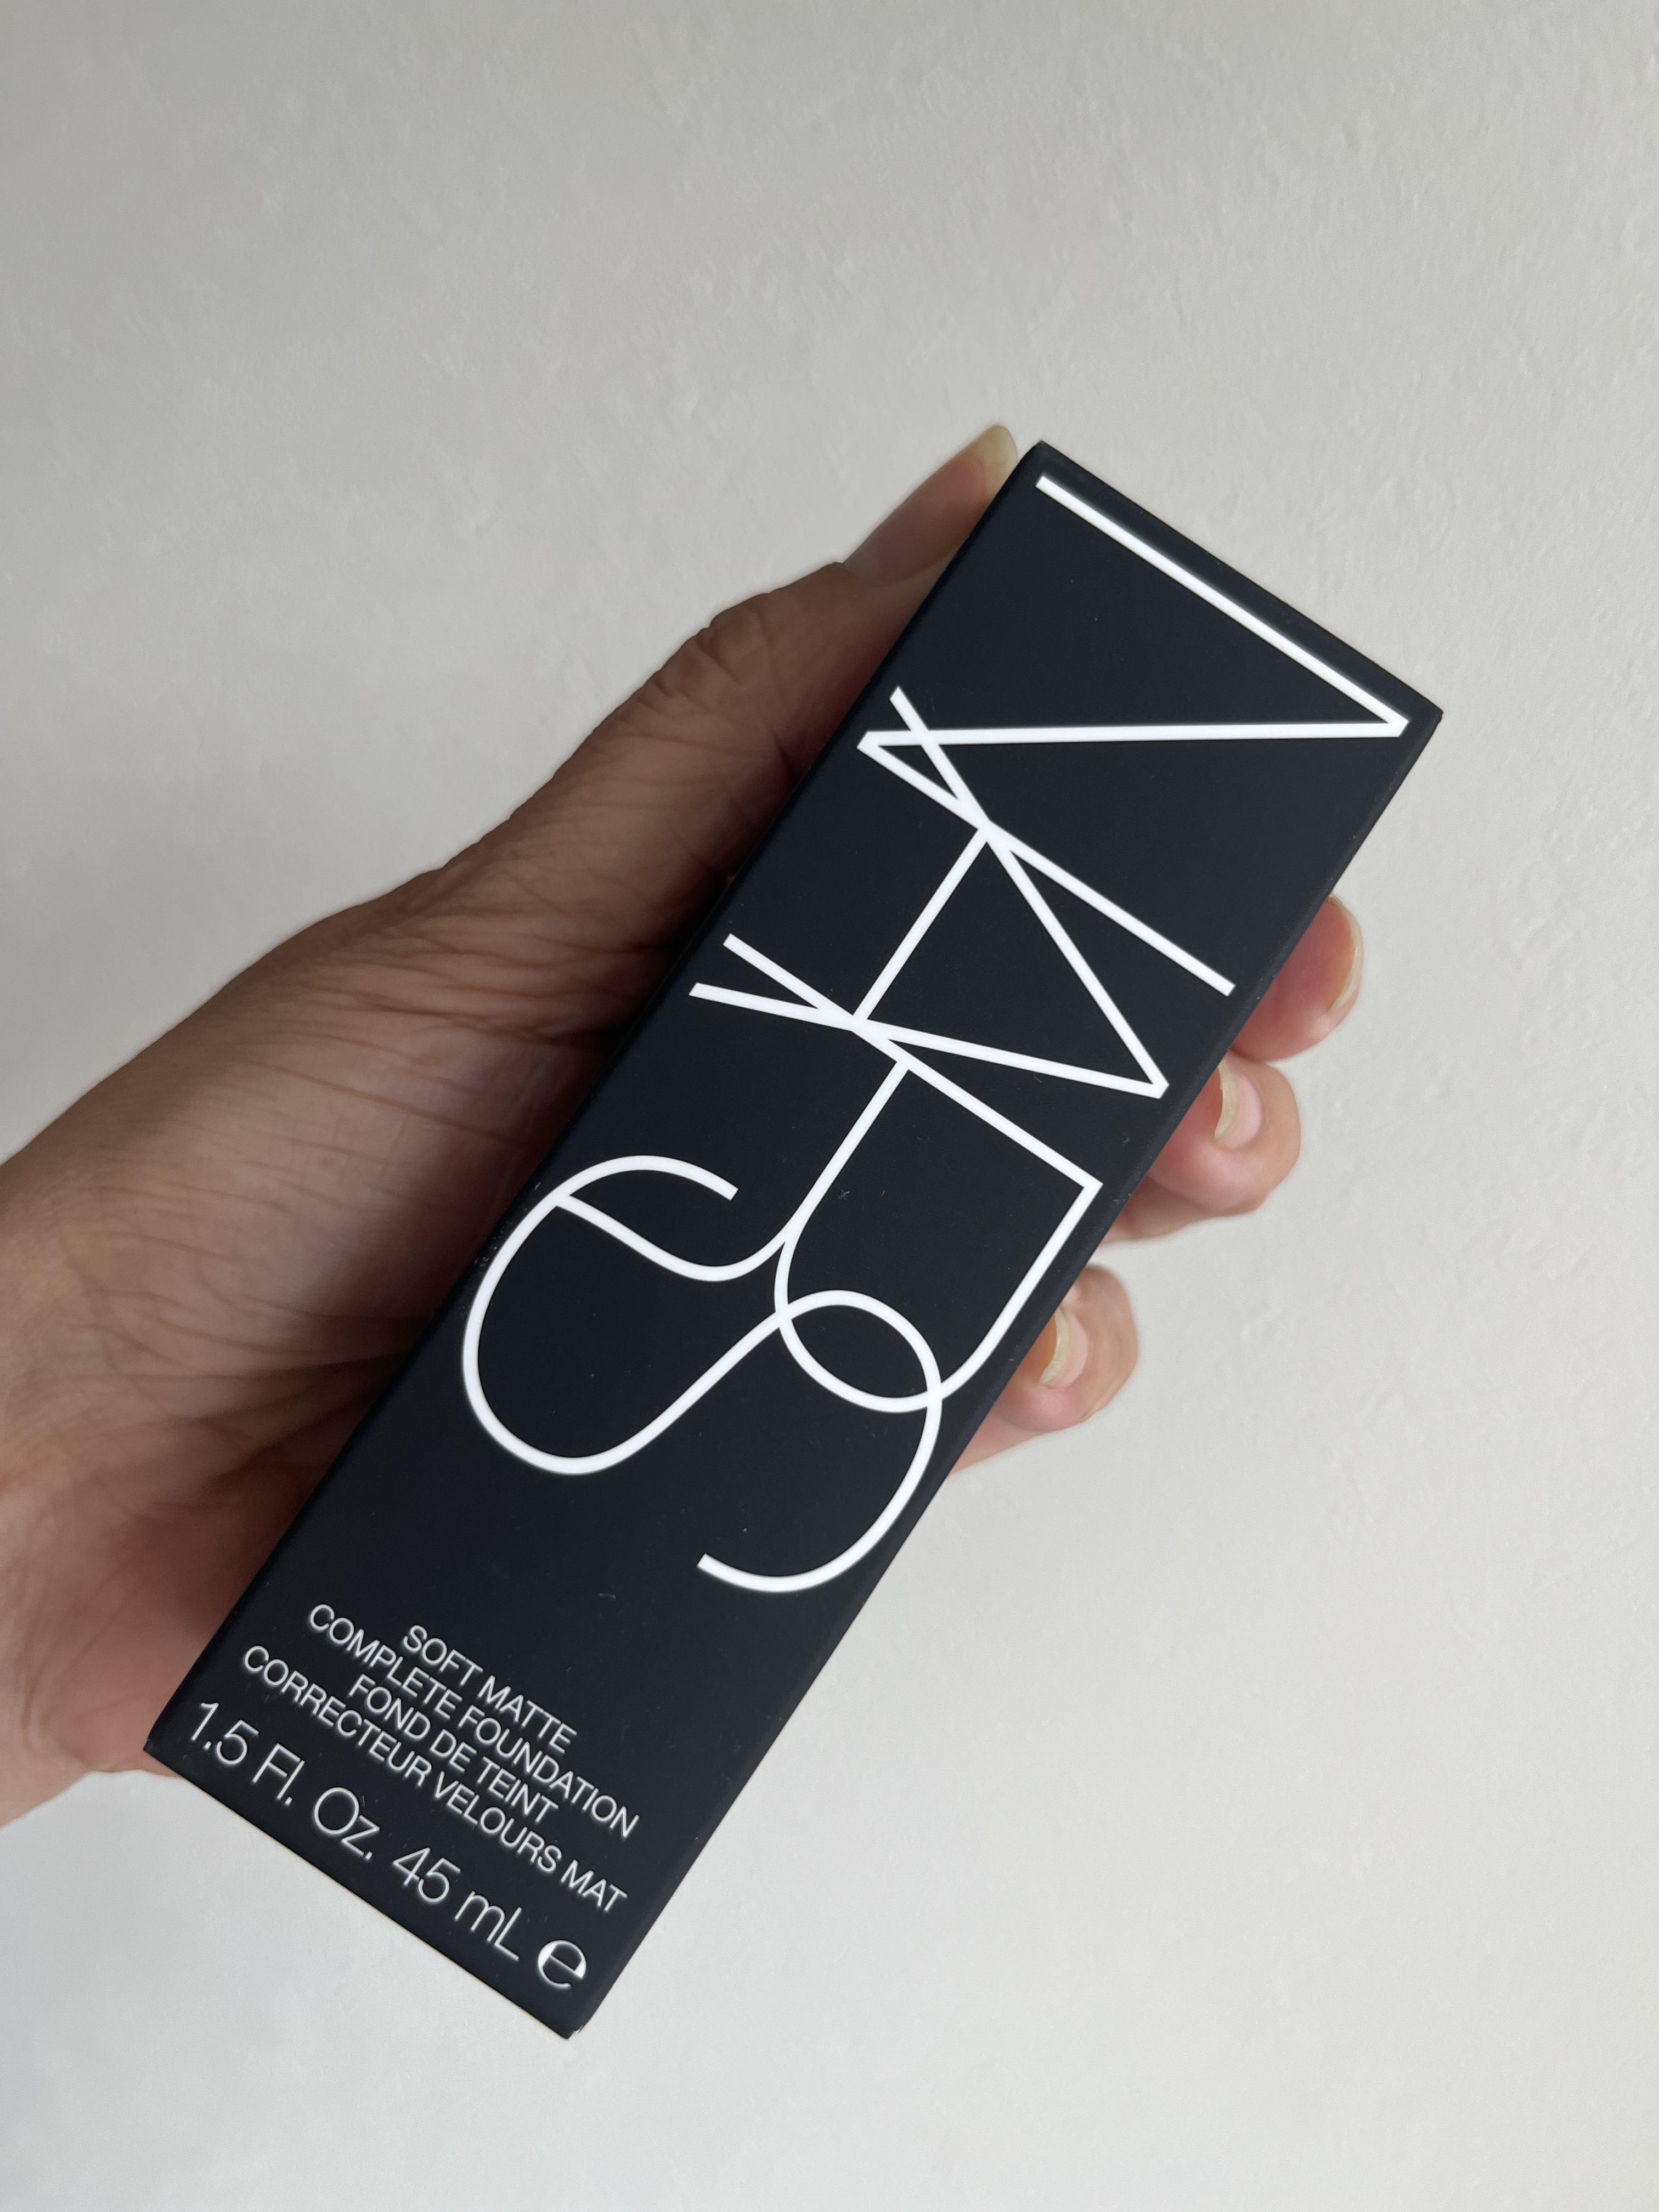 NARS
SOFT MATTE
COMPLETE FOUNDATION
FOND DE TEINT
CORRECTEUR VELOURS MAT
1.5 Fl. Oz. 45 mL ℮